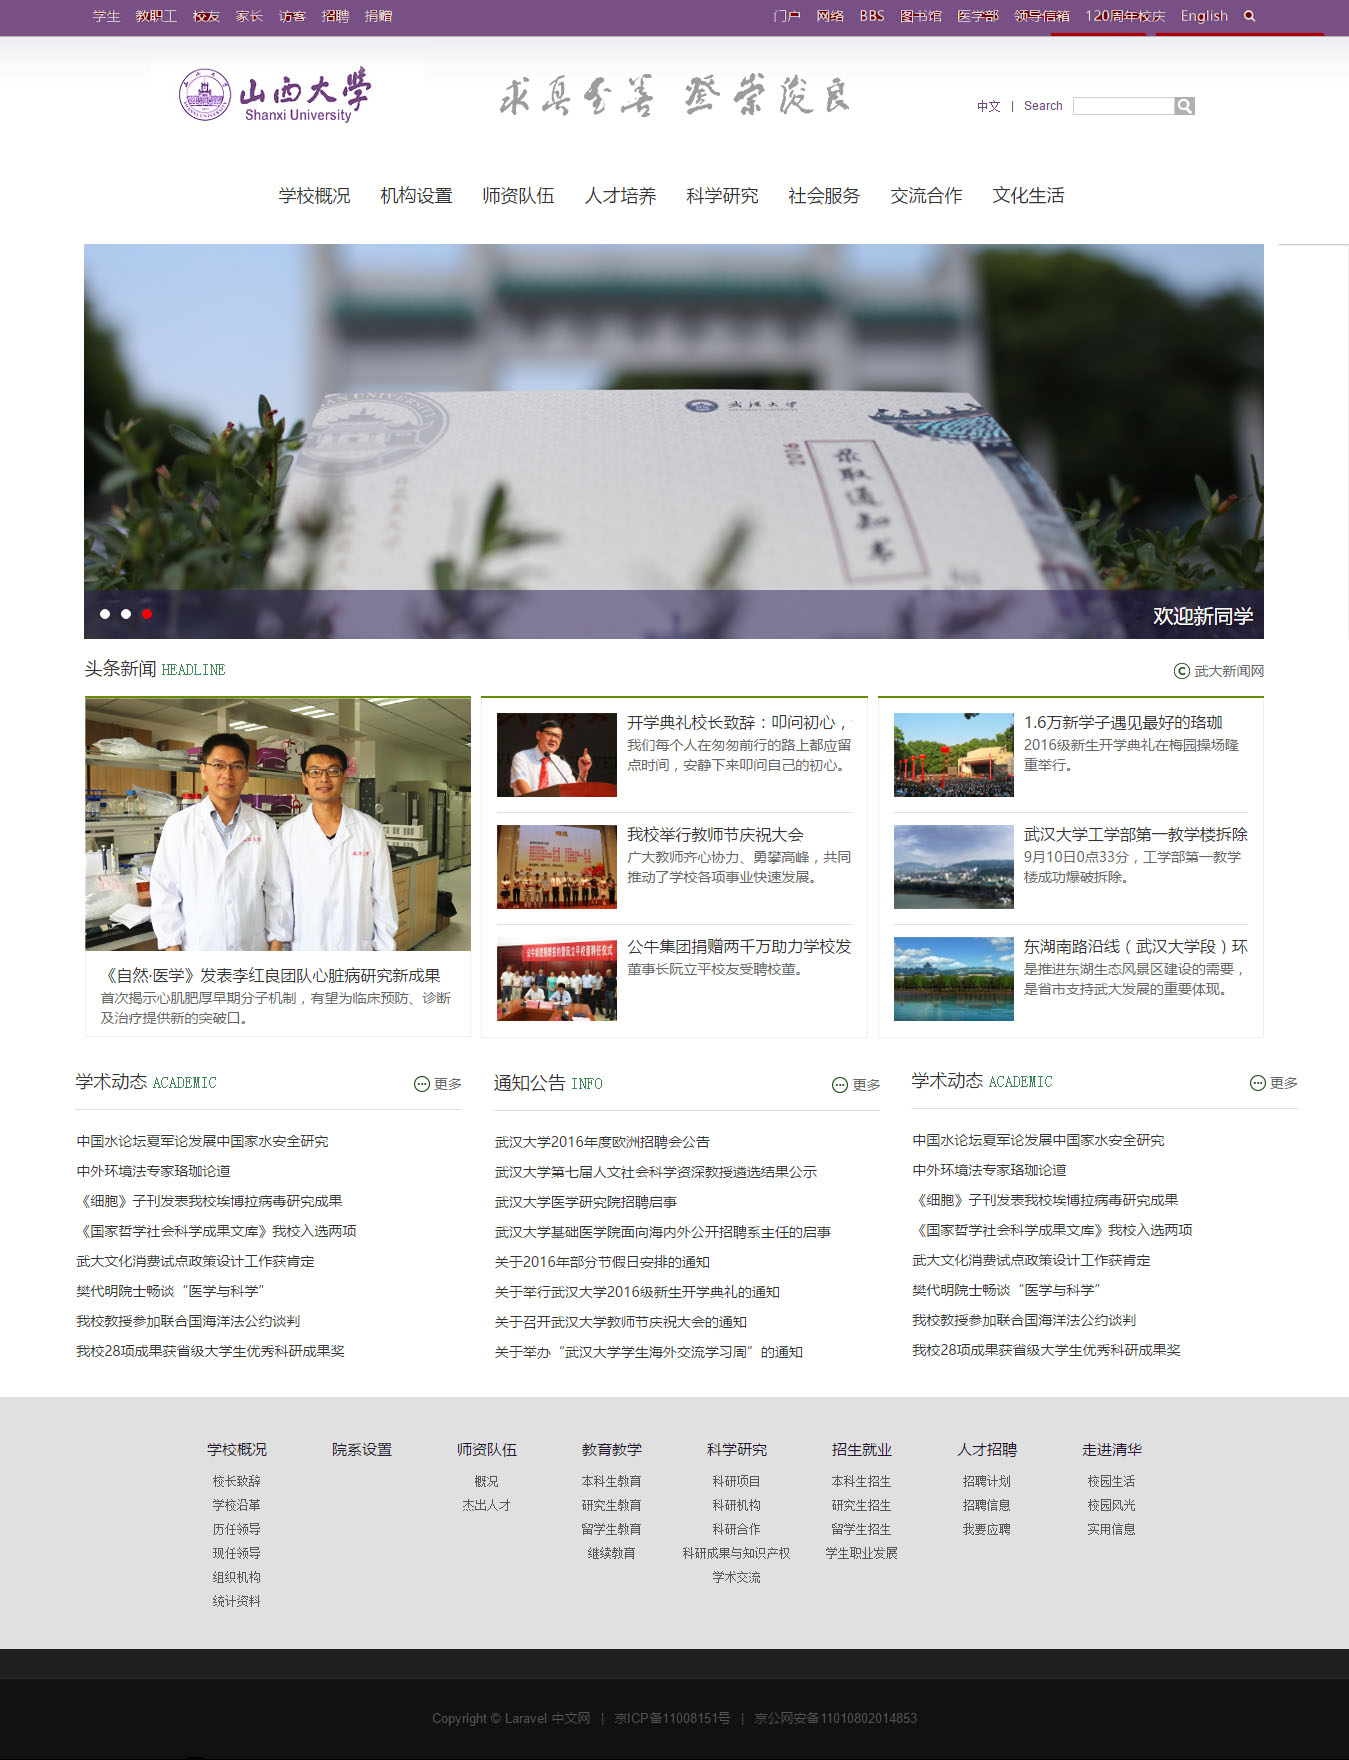 学生 教职工 校友 家长 访客 招聘 捐赠 门户 网络 BBS 图书馆 医学部 领导信箱 120周年校庆 English
山西大学
Shanxi University
求真至善 登崇俊良
中文 | Search
学校概况 机构设置 师资队伍 人才培养 科学研究 社会服务 交流合作 文化生活
武汉大学
2016
录取通知书
欢迎新同学
头条新闻 HEADLINE
武大新闻网
《自然·医学》发表李红良团队心脏病研究新成果
首次揭示心肌肥厚早期分子机制，有望为临床预防、诊断
及治疗提供新的突破口。
开学典礼校长致辞：叩问初心，
我们每个人在匆匆前行的路上都应留
点时间，安静下来叩问自己的初心。
我校举行教师节庆祝大会
广大教师齐心协力、勇攀高峰，共同
推动了学校各项事业快速发展。
公牛集团捐赠两千万助力学校发
董事长阮立平校友受聘校董。
1.6万新学子遇见最好的珞珈
2016级新生开学典礼在梅园操场隆
重举行。
武汉大学工学部第一教学楼拆除
9月10日0点33分，工学部第一教学
楼成功爆破拆除。
东湖南路沿线（武汉大学段）环
是推进东湖生态风景区建设的需要，
是省市支持武大发展的重要体现。
学术动态 ACADEMIC 更多
中国水论坛夏军论发展中国家水安全研究
中外环境法专家珞珈论道
《细胞》子刊发表我校埃博拉病毒研究成果
《国家哲学社会科学成果文库》我校入选两项
武大文化消费试点政策设计工作获肯定
樊代明院士畅谈“医学与科学”
我校教授参加联合国海洋法公约谈判
我校28项成果获省级大学生优秀科研成果奖
通知公告 INFO 更多
武汉大学2016年度欧洲招聘会公告
武汉大学第七届人文社会科学资深教授遴选结果公示
武汉大学医学研究院招聘启事
武汉大学基础医学院面向海内外公开招聘系主任的启事
关于2016年部分节假日安排的通知
关于举行武汉大学2016级新生开学典礼的通知
关于召开武汉大学教师节庆祝大会的通知
关于举办“武汉大学学生海外交流学习周”的通知
学术动态 ACADEMIC 更多
中国水论坛夏军论发展中国家水安全研究
中外环境法专家珞珈论道
《细胞》子刊发表我校埃博拉病毒研究成果
《国家哲学社会科学成果文库》我校入选两项
武大文化消费试点政策设计工作获肯定
樊代明院士畅谈“医学与科学”
我校教授参加联合国海洋法公约谈判
我校28项成果获省级大学生优秀科研成果奖
学校概况
校长致辞
学校沿革
历任领导
现任领导
组织机构
统计资料
院系设置
师资队伍
概况
杰出人才
教育教学
本科生教育
研究生教育
留学生教育
继续教育
科学研究
科研项目
科研机构
科研合作
科研成果与知识产权
学术交流
招生就业
本科生招生
研究生招生
留学生招生
学生职业发展
人才招聘
招聘计划
招聘信息
我要应聘
走进清华
校园生活
校园风光
实用信息
Copyright © Laravel 中文网 | 京ICP备11008151号 | 京公网安备11010802014853